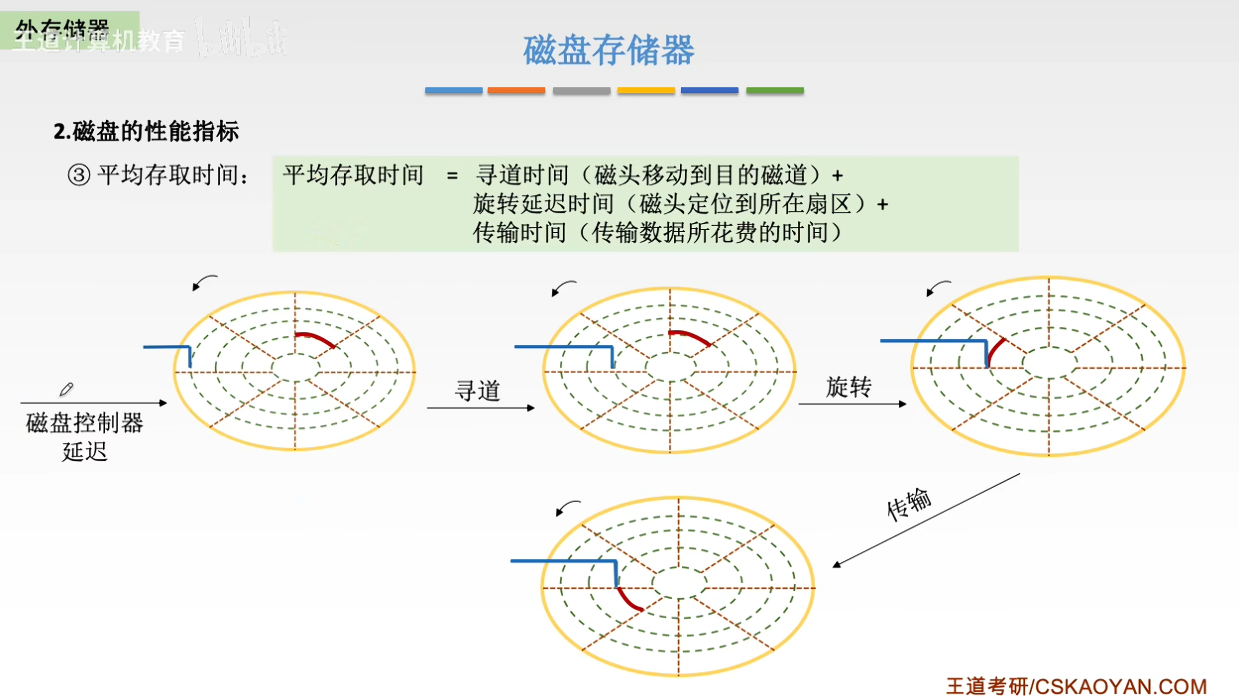 外存储器
王道计算机教育 bilibili
磁盘存储器
2.磁盘的性能指标
③ 平均存取时间：
平均存取时间 = 寻道时间（磁头移动到目的磁道）+
旋转延迟时间（磁头定位到所在扇区）+
传输时间（传输数据所花费的时间）
磁盘控制器
延迟
寻道
旋转
传输
王道考研/CSKAOYAN.COM